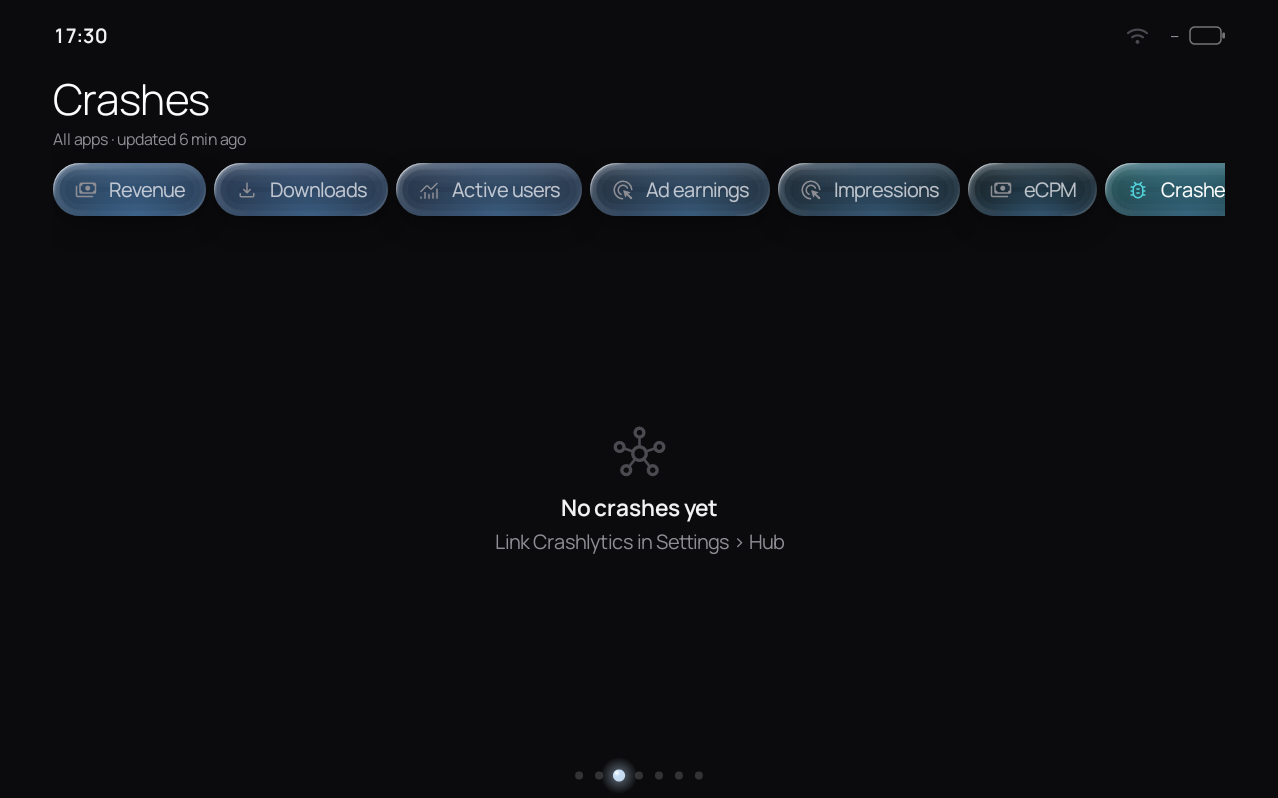 17:30
–
Crashes
All apps · updated 6 min ago
Revenue
Downloads
Active users
Ad earnings
Impressions
eCPM
Crashe
No crashes yet
Link Crashlytics in Settings › Hub